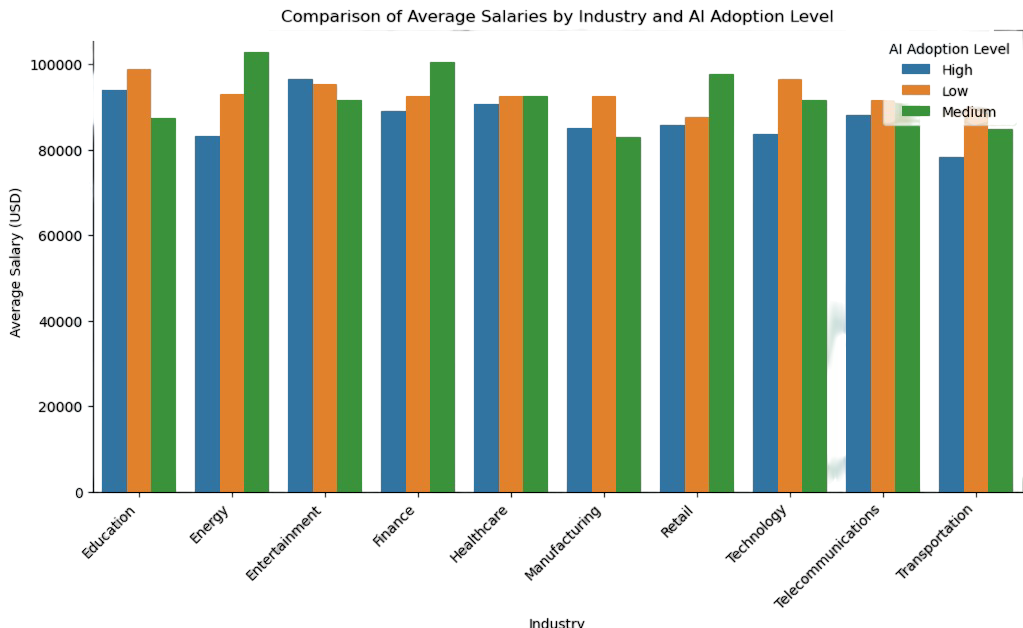 Comparison of Average Salaries by Industry and AI Adoption Level
AI Adoption Level
High
Low
Medium
100000
80000
60000
40000
20000
0
Average Salary (USD)
Education
Energy
Entertainment
Finance
Healthcare
Manufacturing
Retail
Technology
Telecommunications
Transportation
Industry